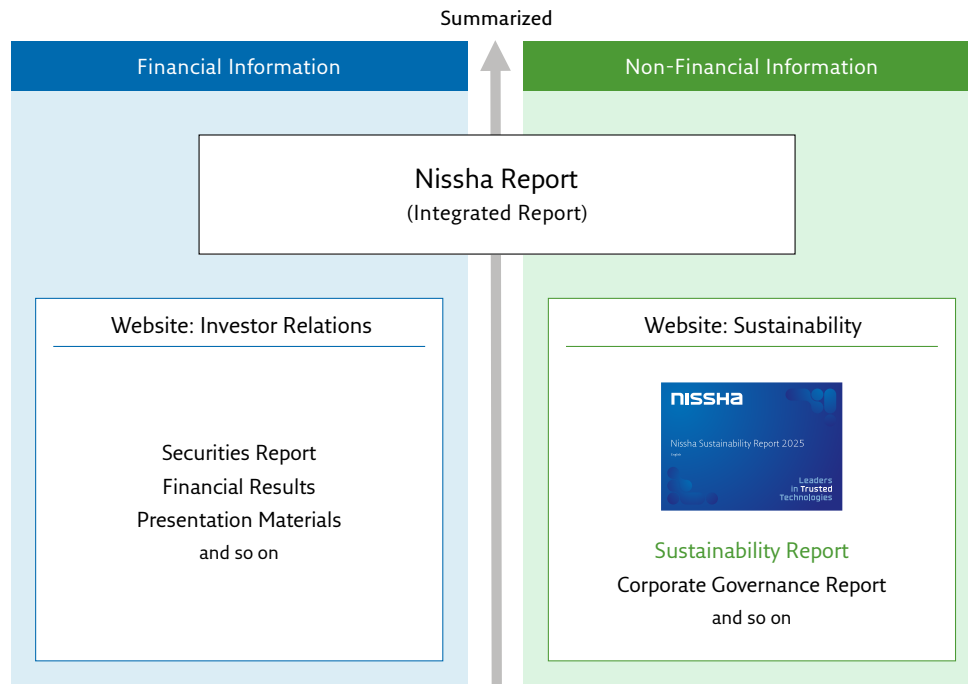 Summarized
Financial Information
Non-Financial Information
Nissha Report
(Integrated Report)
Website: Investor Relations
Securities Report
Financial Results
Presentation Materials
and so on
Website: Sustainability
nissha
Nissha Sustainability Report 2025
English
Leaders
in Trusted
Technologies
Sustainability Report
Corporate Governance Report
and so on